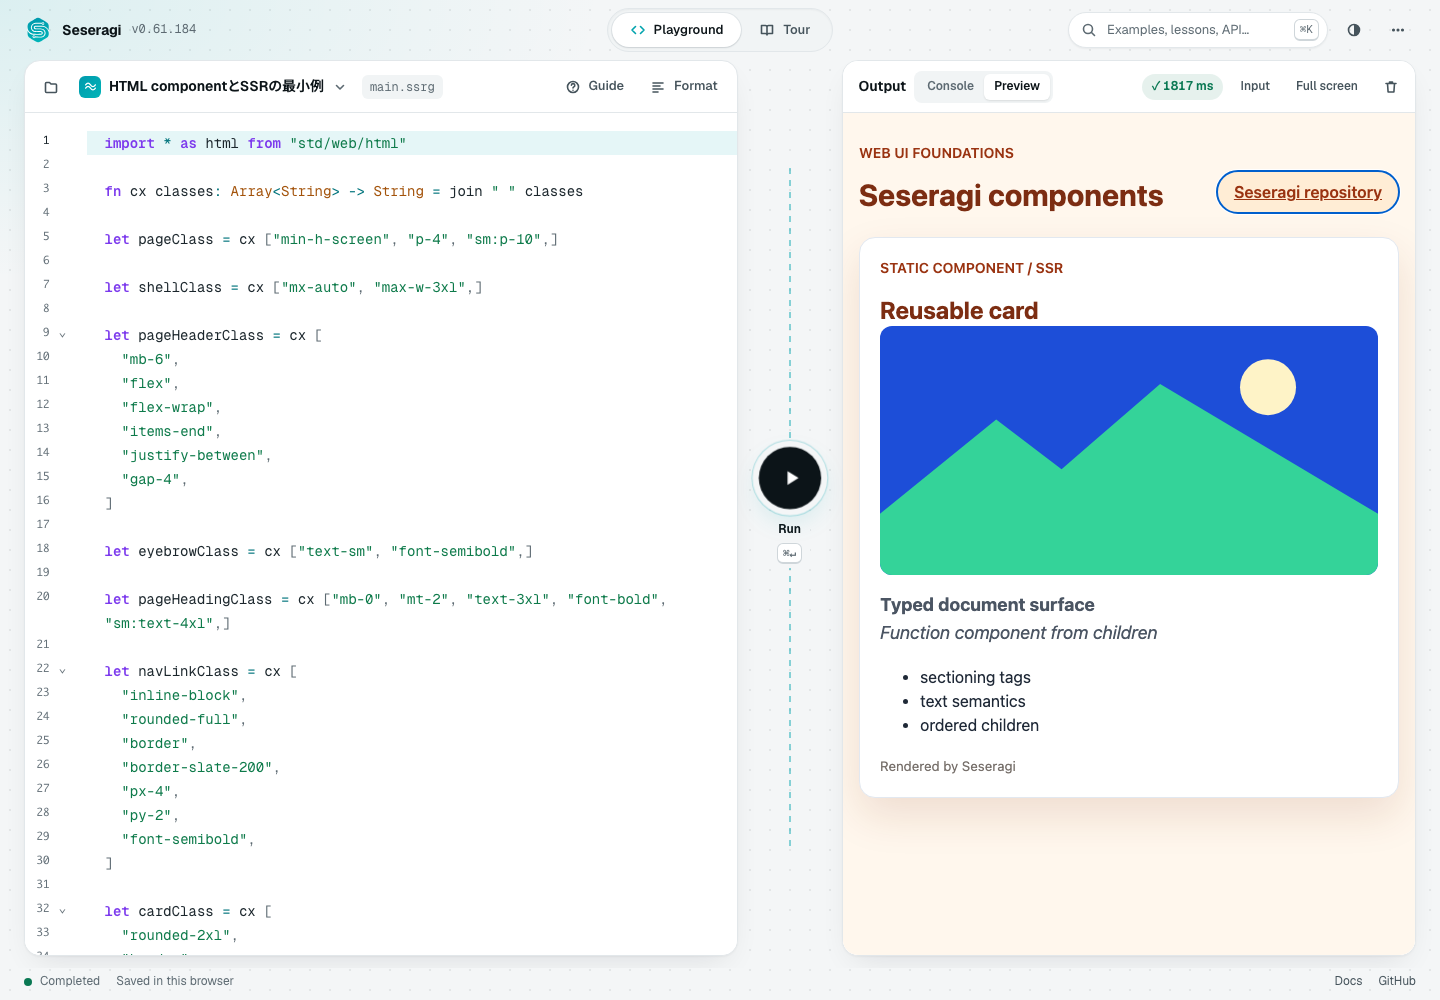 Seseragi v0.61.184
Playground
Tour
Examples, lessons, API… ⌘K
HTML componentとSSRの最小例
main.ssrg
Guide
Format
1 import * as html from "std/web/html"
2
3 fn cx classes: Array<String> -> String = join " " classes
4
5 let pageClass = cx ["min-h-screen", "p-4", "sm:p-10",]
6
7 let shellClass = cx ["mx-auto", "max-w-3xl",]
8
9 let pageHeaderClass = cx [
10 "mb-6",
11 "flex",
12 "flex-wrap",
13 "items-end",
14 "justify-between",
15 "gap-4",
16 ]
17
18 let eyebrowClass = cx ["text-sm", "font-semibold",]
19
20 let pageHeadingClass = cx ["mb-0", "mt-2", "text-3xl", "font-bold",
"sm:text-4xl",]
21
22 let navLinkClass = cx [
23 "inline-block",
24 "rounded-full",
25 "border",
26 "border-slate-200",
27 "px-4",
28 "py-2",
29 "font-semibold",
30 ]
31
32 let cardClass = cx [
33 "rounded-2xl",
Run
⌘↵
Output
Console
Preview
✓ 1817 ms
Input
Full screen
WEB UI FOUNDATIONS
Seseragi components
Seseragi repository
STATIC COMPONENT / SSR
Reusable card
Typed document surface
Function component from children
• sectioning tags
• text semantics
• ordered children
Rendered by Seseragi
Completed
Saved in this browser
Docs
GitHub